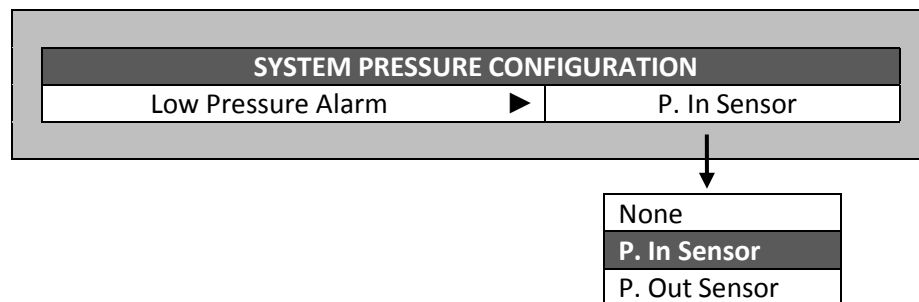 SYSTEM PRESSURE CONFIGURATION
Low Pressure Alarm ► P. In Sensor
None
P. In Sensor
P. Out Sensor